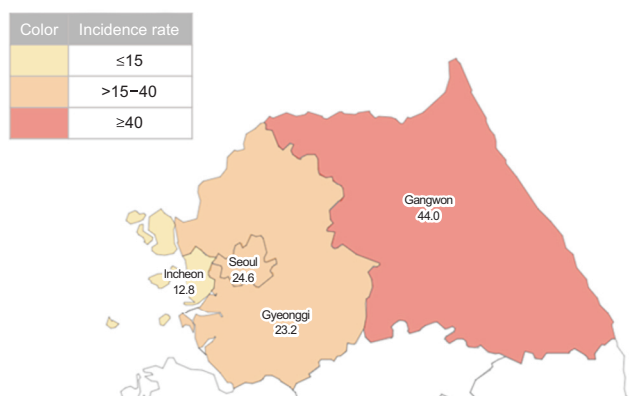 Color Incidence rate
≤15
>15−40
≥40
Gangwon
44.0
Seoul
24.6
Incheon
12.8
Gyeonggi
23.2